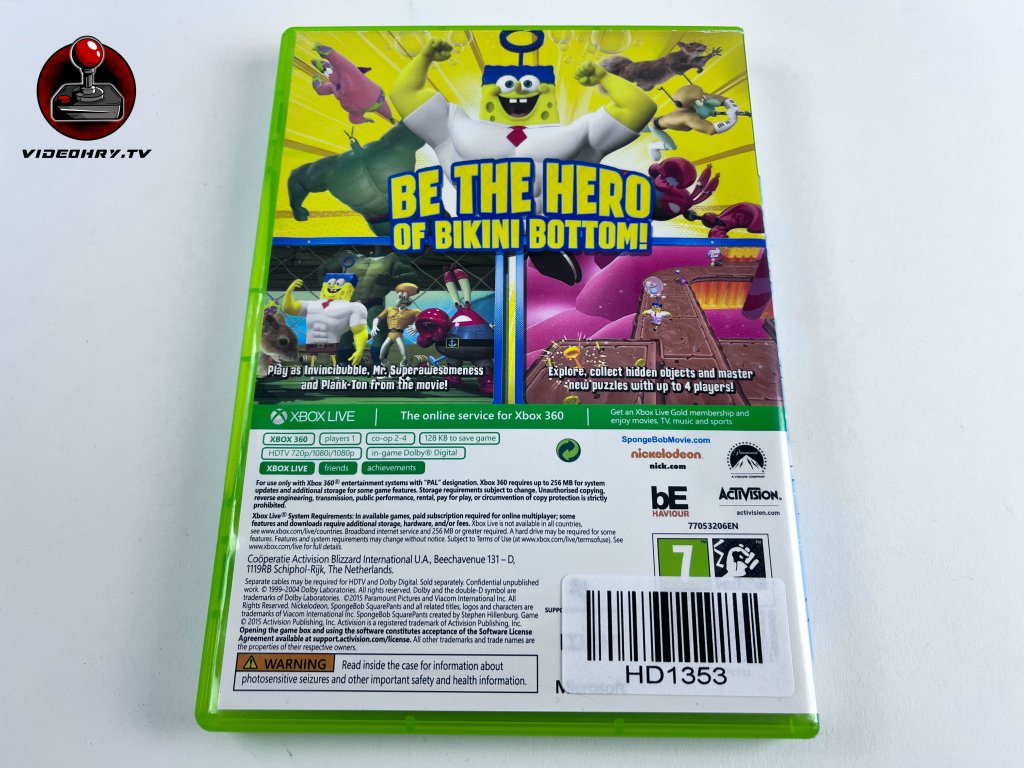 VIDEOHRY.TV
BE THE HERO
OF BIKINI BOTTOM!
Play as Invincibubble, Mr. Superawesomeness
and Plank-Ton from the movie!
Explore, collect hidden objects and master
new puzzles with up to 4 players!
XBOX LIVE
The online service for Xbox 360
Get an Xbox Live Gold membership and
enjoy movies, TV, music and sports
XBOX 360 players 1 co-op 2-4 128 KB to save game
HDTV 720p/1080i/1080p in-game Dolby® Digital
XBOX LIVE friends achievements
SpongeBobMovie.com
nickelodeon
nick.com
Paramount
A VIACOM COMPANY
bE
HAVIOUR
ACTIVISION.
activision.com
77053206EN
For use only with Xbox 360® entertainment systems with "PAL" designation. Xbox 360 requires up to 256 MB for system
updates and additional storage for some game features. Storage requirements subject to change. Unauthorised copying,
reverse engineering, transmission, public performance, rental, pay for play, or circumvention of copy protection is strictly
prohibited.
Xbox Live® System Requirements: In available games, paid subscription required for online multiplayer; some
features and downloads require additional storage, hardware, and/or fees. Xbox Live is not available in all countries,
see www.xbox.com/live/countries. Broadband internet service and 256 MB or greater required. A hard drive may be required for some
features. Features and system requirements may change without notice. Subject to Terms of Use (at www.xbox.com/live/termsofuse). See
www.xbox.com/live for full details.
Coöperatie Activision Blizzard International U.A., Beechavenue 131 – D,
1119RB Schiphol-Rijk, The Netherlands.
Separate cables may be required for HDTV and Dolby Digital. Sold separately. Confidential unpublished
work. © 1999–2004 Dolby Laboratories. All rights reserved. Dolby and the double-D symbol are
trademarks of Dolby Laboratories. ©2015 Paramount Pictures and Viacom International Inc. All
Rights Reserved. Nickelodeon, SpongeBob SquarePants and all related titles, logos and characters are
trademarks of Viacom International Inc. SpongeBob SquarePants created by Stephen Hillenburg. Game
© 2015 Activision Publishing, Inc. Activision is a registered trademark of Activision Publishing, Inc.
Opening the game box and using the software constitutes acceptance of the Software License
Agreement available at support.activision.com/license. All other trademarks and trade names are
the properties of their respective owners.
WARNING Read inside the case for information about
photosensitive seizures and other important safety and health information.
7
HD1353